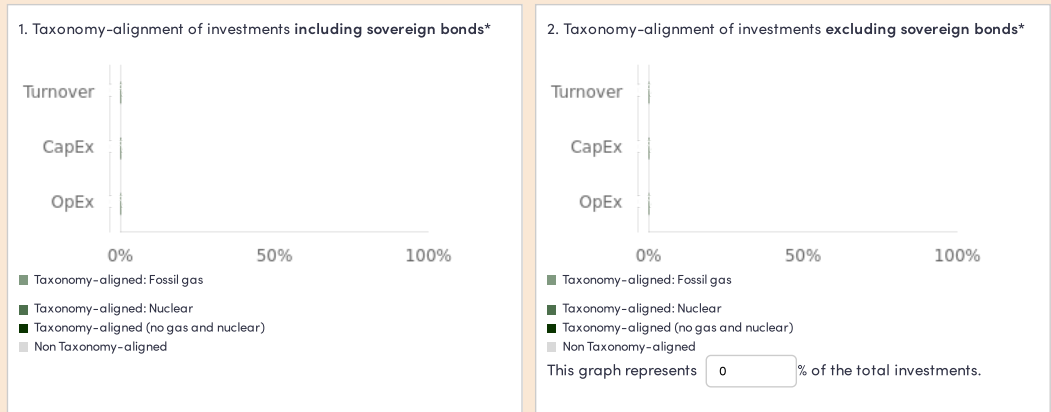 1. Taxonomy-alignment of investments including sovereign bonds*
Turnover
CapEx
OpEx
0% 50% 100%
Taxonomy-aligned: Fossil gas
Taxonomy-aligned: Nuclear
Taxonomy-aligned (no gas and nuclear)
Non Taxonomy-aligned
2. Taxonomy-alignment of investments excluding sovereign bonds*
Turnover
CapEx
OpEx
0% 50% 100%
Taxonomy-aligned: Fossil gas
Taxonomy-aligned: Nuclear
Taxonomy-aligned (no gas and nuclear)
Non Taxonomy-aligned
This graph represents 0 % of the total investments.